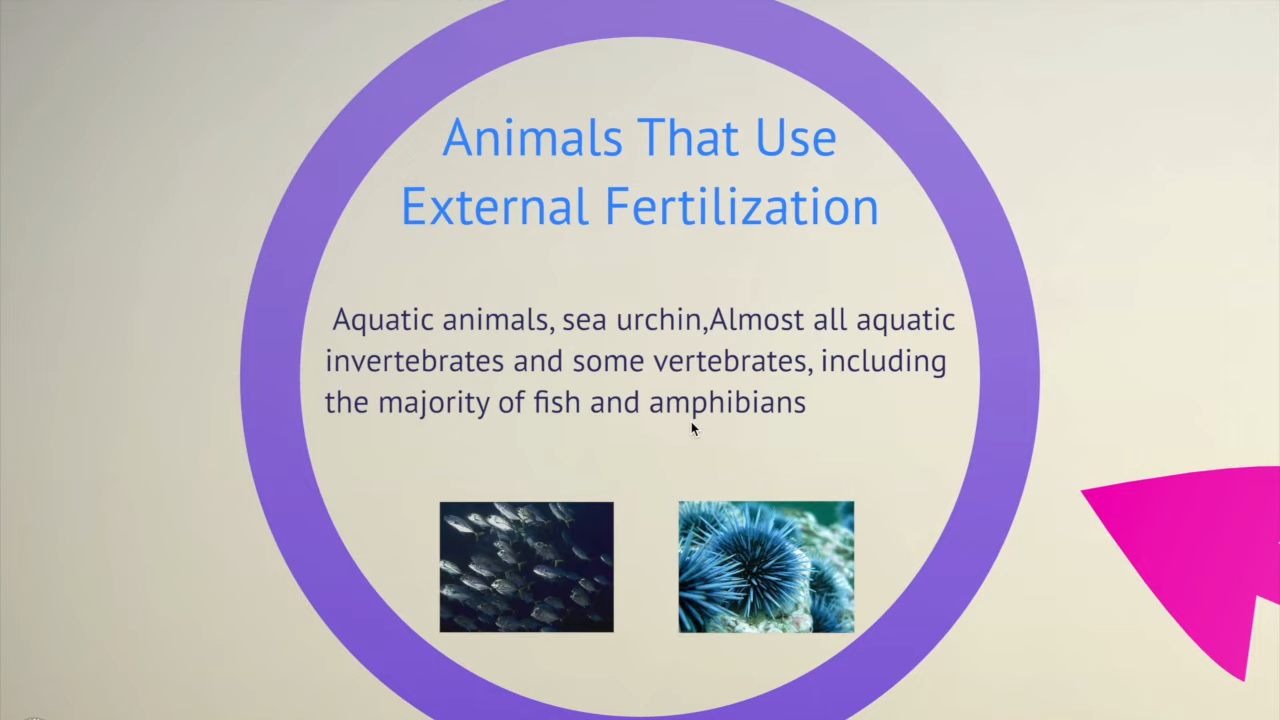 Animals That Use
External Fertilization
Aquatic animals, sea urchin,Almost all aquatic
invertebrates and some vertebrates, including
the majority of fish and amphibians